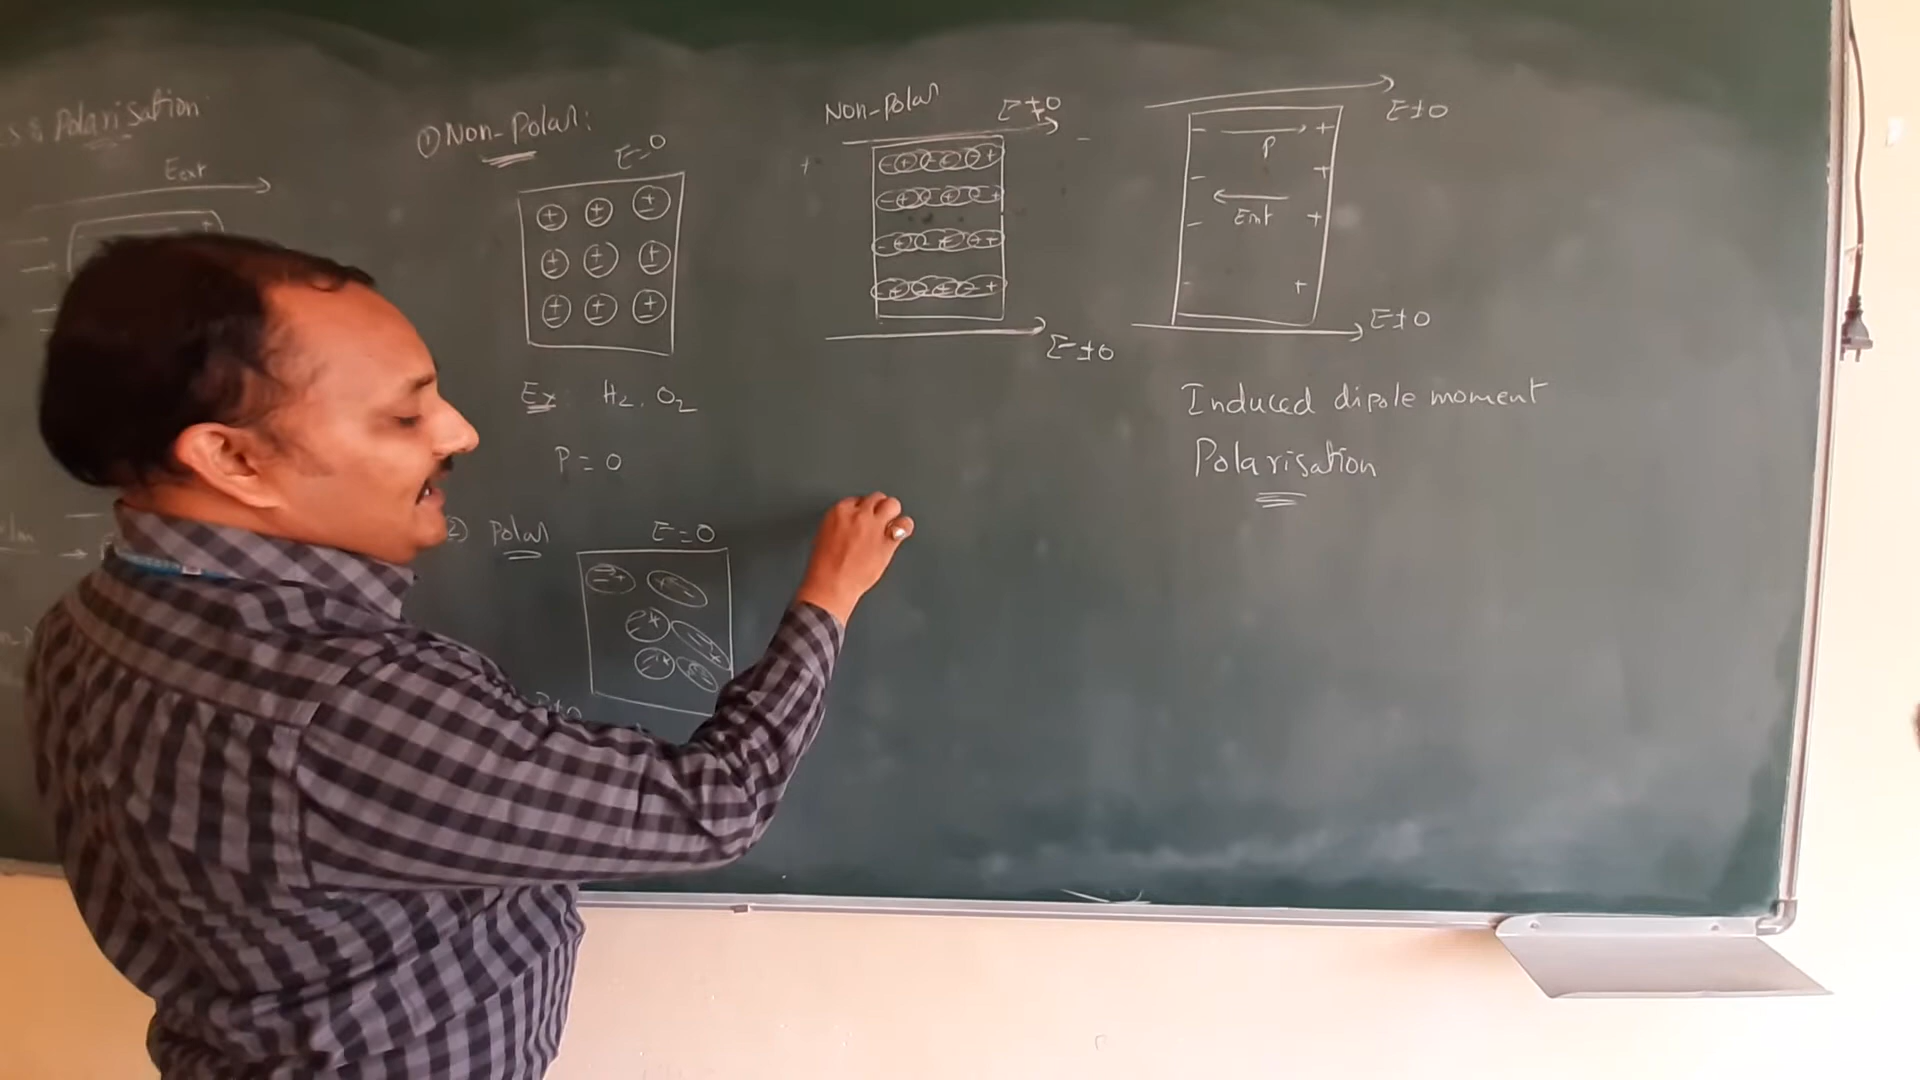 s & Polarisation:
Eext
① Non-Polar:
E=0
± ± ±
± ± ±
± ± ±
Ex: H2, O2
P = 0
2) Polar
E = 0
Non-Polar
E≠0
+ -
E≠0
E≠0
- P +
- +
- Eint +
- +
E≠0
Induced dipole moment
Polarisation